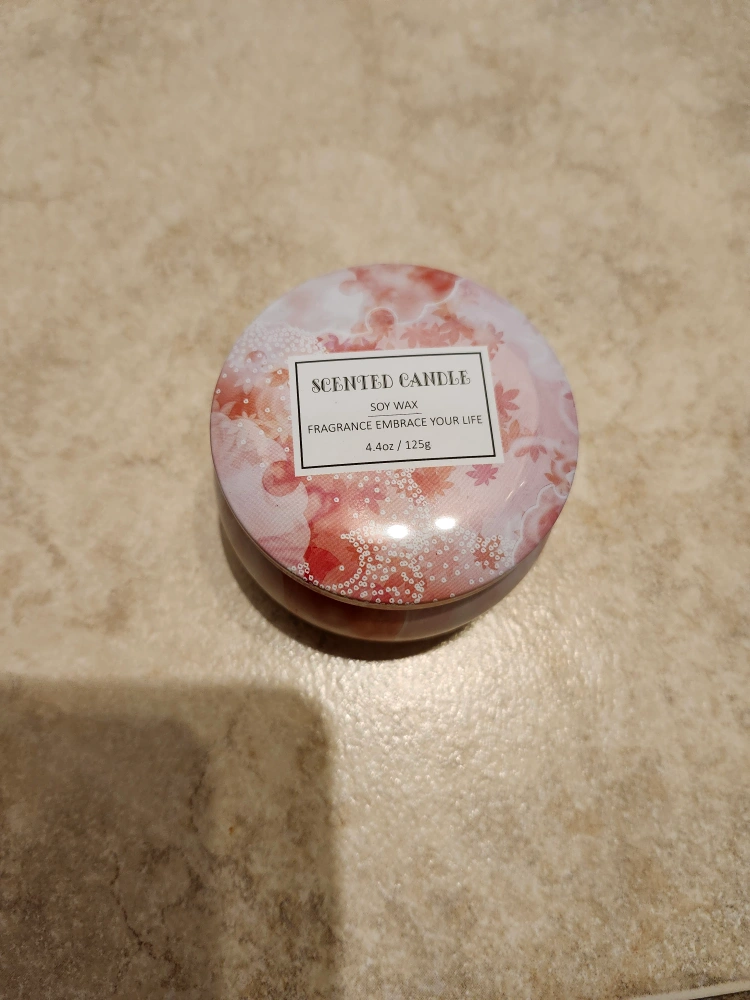 SCENTED CANDLE
SOY WAX
FRAGRANCE EMBRACE YOUR LIFE
4.4oz / 125g